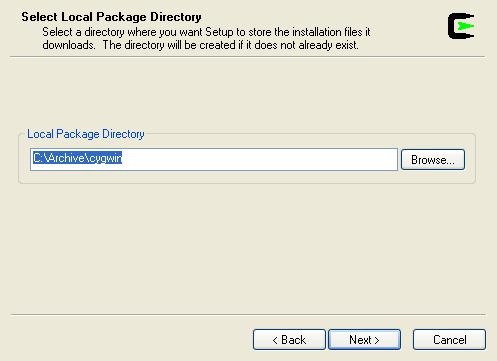 Select Local Package Directory
Select a directory where you want Setup to store the installation files it
downloads.  The directory will be created if it does not already exist.
Local Package Directory
C:\Archive\cygwin
Browse...
< Back
Next >
Cancel